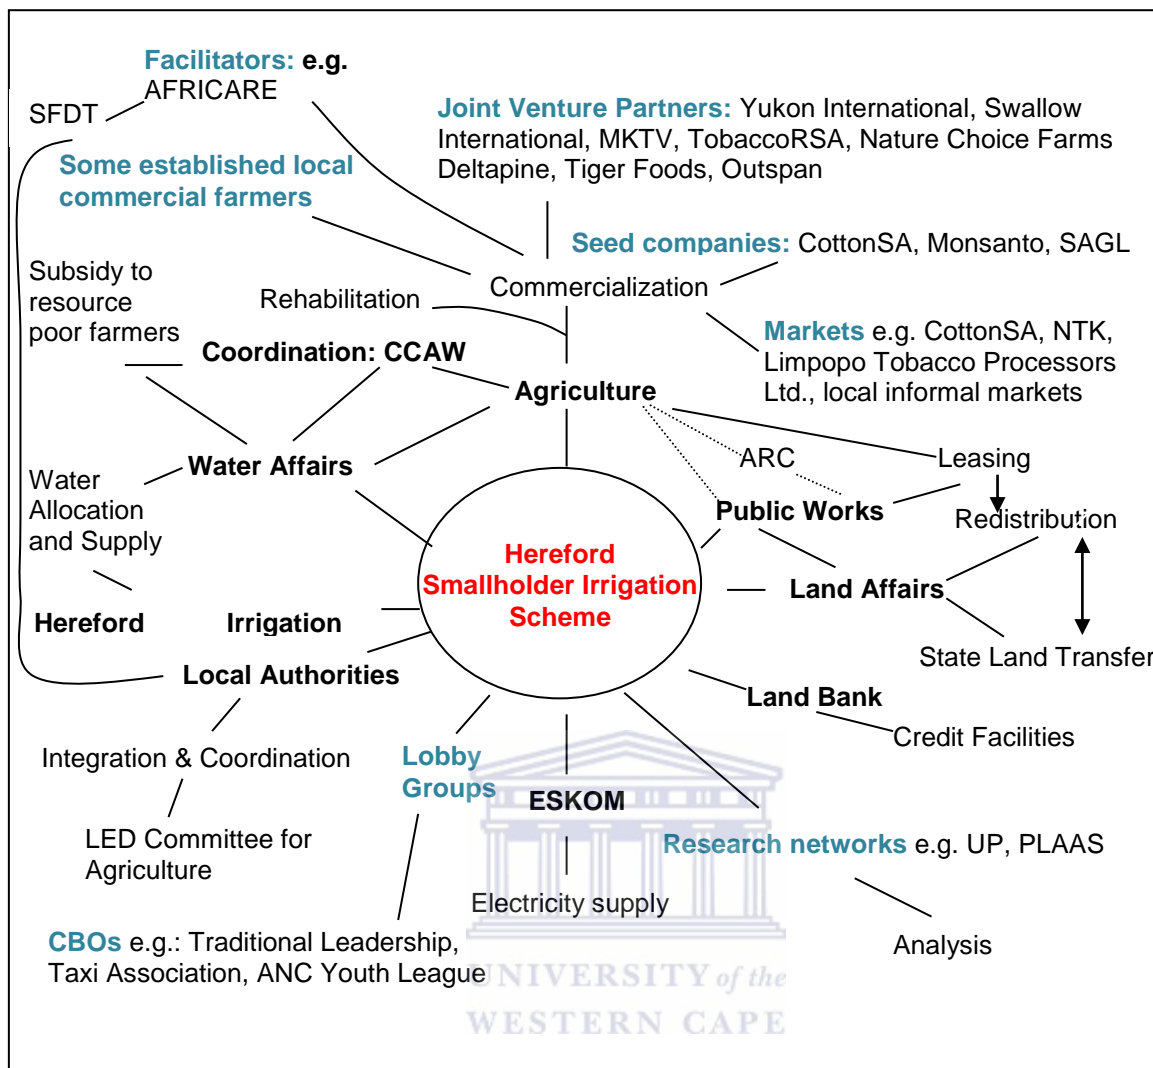 Facilitators: e.g.
AFRICARE
SFDT
Joint Venture Partners: Yukon International, Swallow
International, MKTV, TobaccoRSA, Nature Choice Farms
Deltapine, Tiger Foods, Outspan
Some established local
commercial farmers
Seed companies: CottonSA, Monsanto, SAGL
Subsidy to
resource
poor farmers
Rehabilitation
Commercialization
Markets e.g. CottonSA, NTK,
Limpopo Tobacco Processors
Ltd., local informal markets
Coordination: CCAW
Agriculture
Water Affairs
ARC
Leasing
Water
Allocation
and Supply
Public Works
Redistribution
Hereford
Smallholder Irrigation
Scheme
Land Affairs
Hereford Irrigation
Local Authorities
State Land Transfer
Land Bank
Credit Facilities
Integration & Coordination
Lobby
Groups
ESKOM
LED Committee for
Agriculture
Research networks e.g. UP, PLAAS
Electricity supply
CBOs e.g.: Traditional Leadership,
Taxi Association, ANC Youth League
Analysis
UNIVERSITY of the
WESTERN CAPE